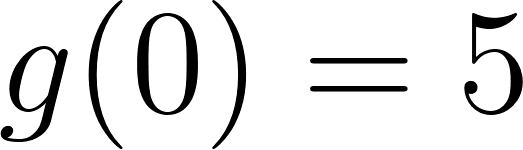 g(0) = 5